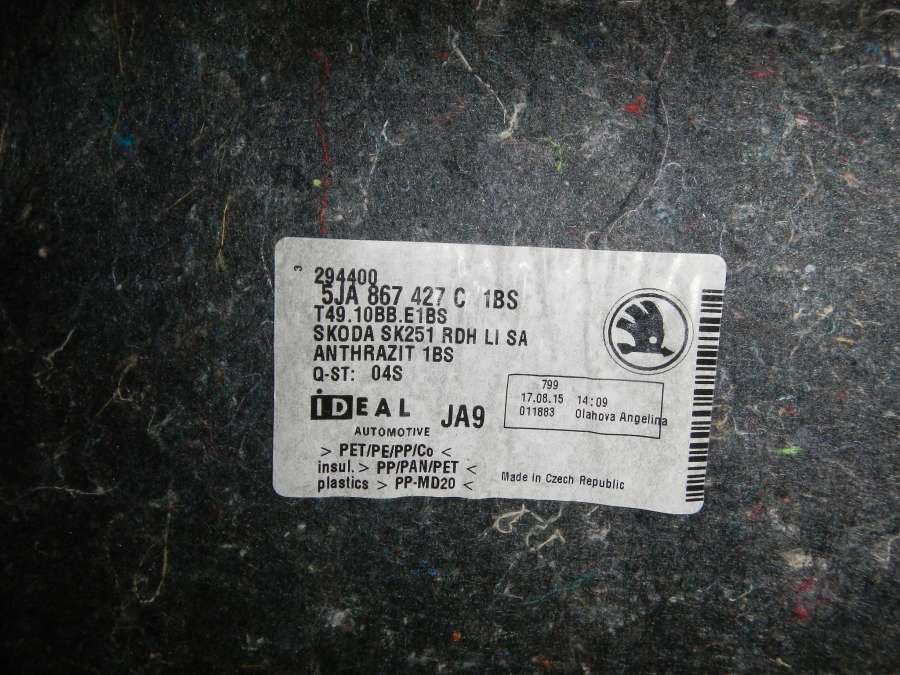 3
294400
5JA 867 427 C 1BS
T49.10BB.E1BS
SKODA SK251 RDH LI SA
ANTHRAZIT 1BS
Q-ST: 04S
iDEAL JA9
AUTOMOTIVE
> PET/PE/PP/Co <
insul. > PP/PAN/PET <
plastics > PP-MD20 <
799
17.08.15 14:09
011883 Olahova Angelina
Made in Czech Republic